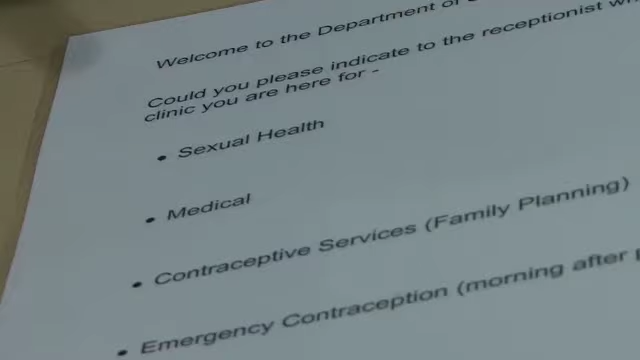 Welcome to the Department of
Could you please indicate to the receptionist
clinic you are here for -
• Sexual Health
• Medical
• Contraceptive Services (Family Planning)
• Emergency Contraception (morning after